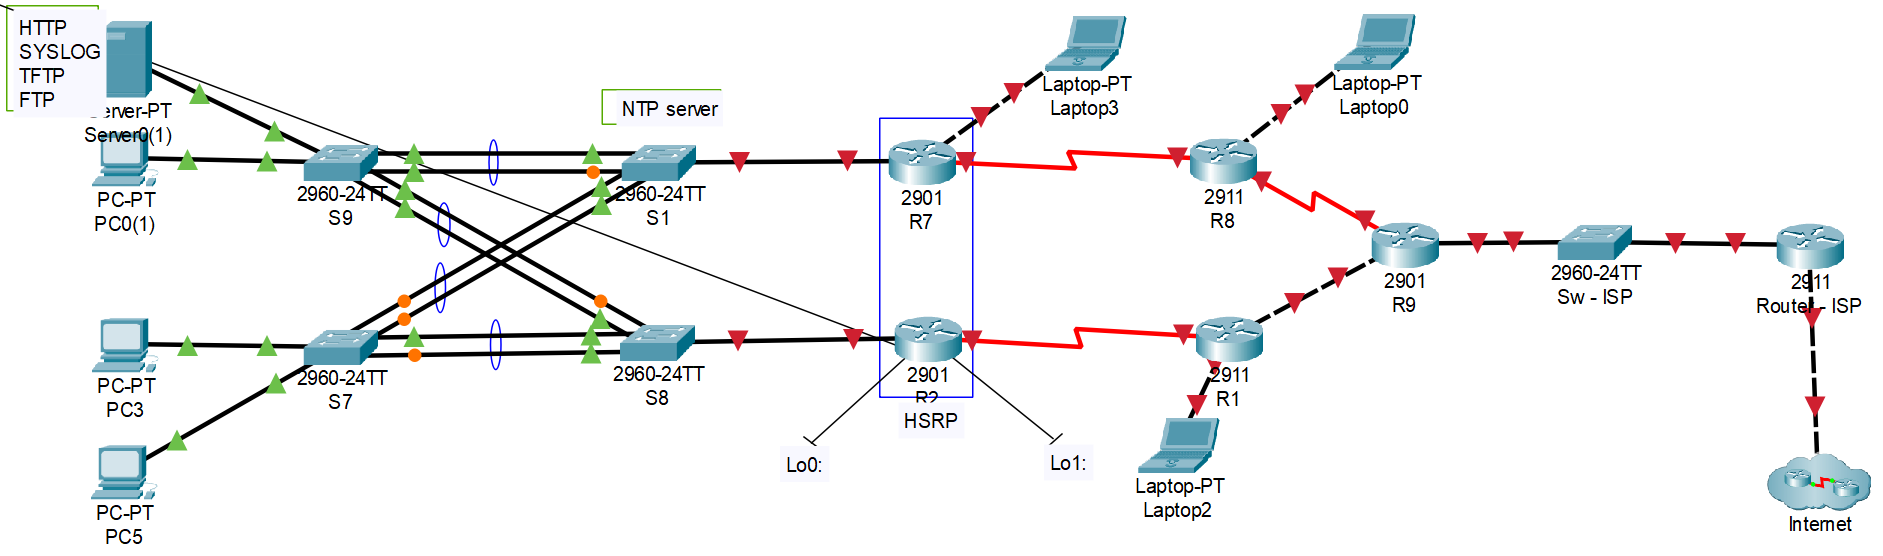 HTTP
SYSLOG
TFTP
FTP
Server-PT
Server0(1)
PC-PT
PC0(1)
2960-24TT
S9
NTP server
2960-24TT
S1
2901
R7
Laptop-PT
Laptop3
2911
R8
Laptop-PT
Laptop0
2901
R9
2960-24TT
Sw - ISP
2911
Router - ISP
Internet
PC-PT
PC3
2960-24TT
S7
2960-24TT
S8
2901
R2
HSRP
2911
R1
Lo0:
Lo1:
Laptop-PT
Laptop2
PC-PT
PC5